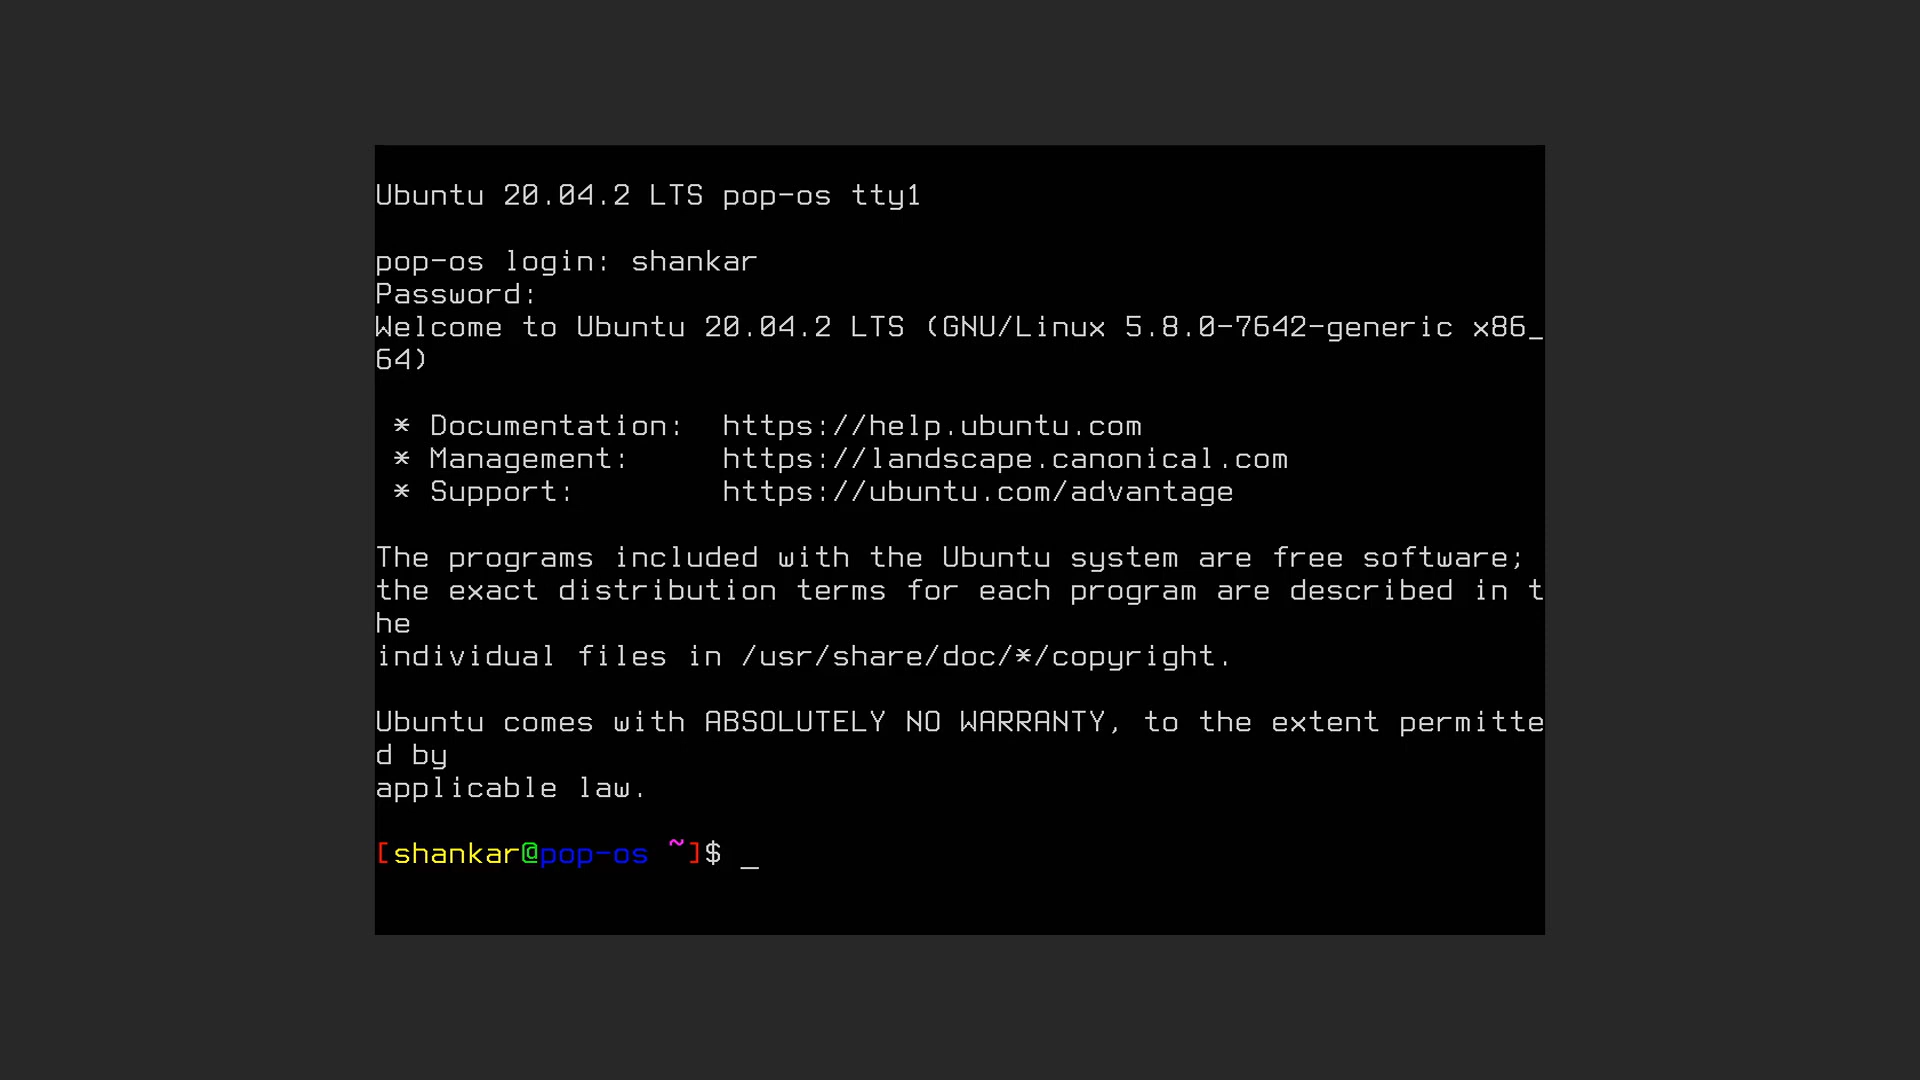 Ubuntu 20.04.2 LTS pop-os tty1
pop-os login: shankar
Password:
Welcome to Ubuntu 20.04.2 LTS (GNU/Linux 5.8.0-7642-generic x86_
64)
* Documentation:  https://help.ubuntu.com
* Management:     https://landscape.canonical.com
* Support:        https://ubuntu.com/advantage
The programs included with the Ubuntu system are free software;
the exact distribution terms for each program are described in t
he
individual files in /usr/share/doc/*/copyright.
Ubuntu comes with ABSOLUTELY NO WARRANTY, to the extent permitte
d by
applicable law.
[shankar@pop-os ~]$ _